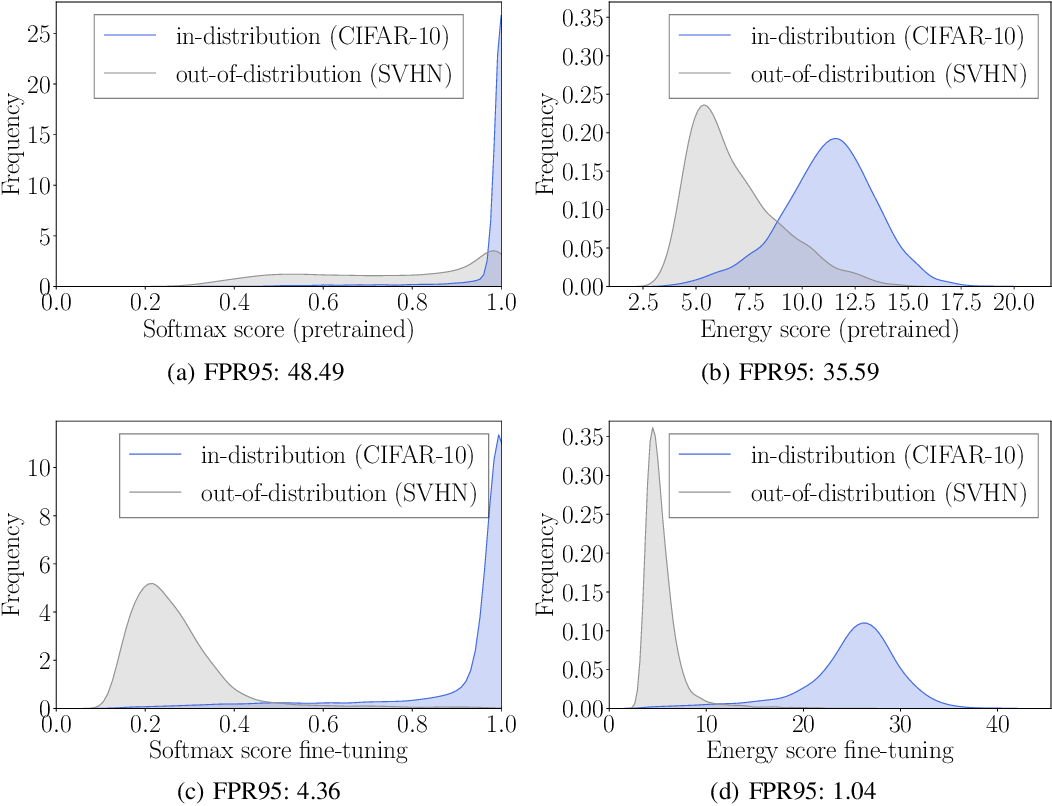 25
20
15
10
5
0
Frequency
in-distribution (CIFAR-10)
out-of-distribution (SVHN)
0.0 0.2 0.4 0.6 0.8 1.0
Softmax score (pretrained)
(a) FPR95: 48.49
0.35
0.30
0.25
0.20
0.15
0.10
0.05
0.00
Frequency
in-distribution (CIFAR-10)
out-of-distribution (SVHN)
2.5 5.0 7.5 10.0 12.5 15.0 17.5 20.0
Energy score (pretrained)
(b) FPR95: 35.59
10
8
6
4
2
0
Frequency
in-distribution (CIFAR-10)
out-of-distribution (SVHN)
0.0 0.2 0.4 0.6 0.8 1.0
Softmax score fine-tuning
(c) FPR95: 4.36
0.35
0.30
0.25
0.20
0.15
0.10
0.05
0.00
Frequency
in-distribution (CIFAR-10)
out-of-distribution (SVHN)
0 10 20 30 40
Energy score fine-tuning
(d) FPR95: 1.04